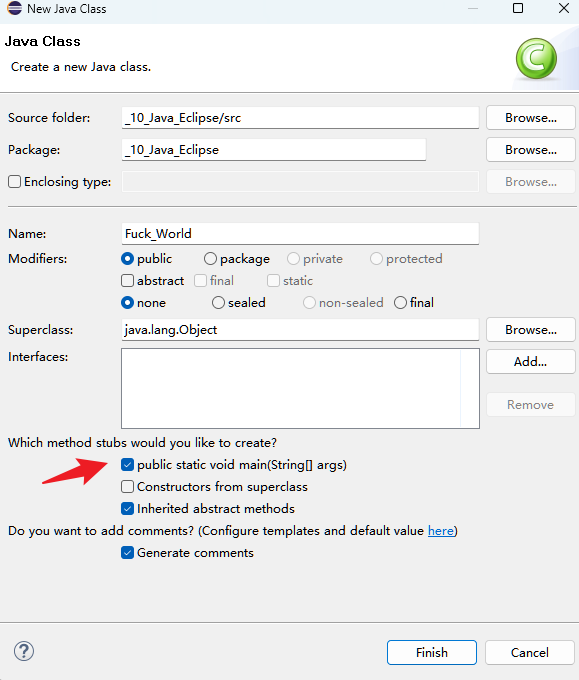 New Java Class
Java Class
Create a new Java class.
Source folder: _10_Java_Eclipse/src Browse...
Package: _10_Java_Eclipse Browse...
Enclosing type: Browse...
Name: Fuck_World
Modifiers: public package private protected
abstract final static
none sealed non-sealed final
Superclass: java.lang.Object Browse...
Interfaces: Add...
Remove
Which method stubs would you like to create?
public static void main(String[] args)
Constructors from superclass
Inherited abstract methods
Do you want to add comments? (Configure templates and default value here)
Generate comments
? Finish Cancel